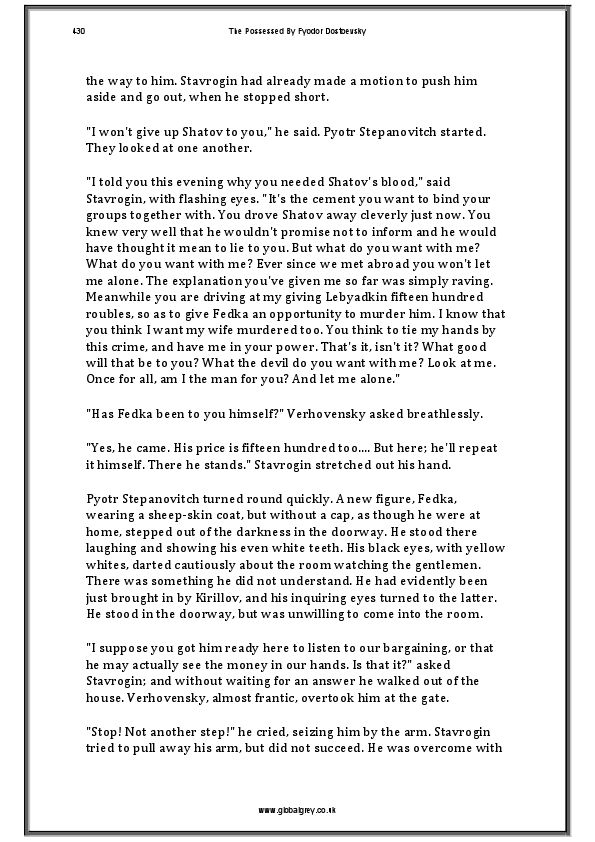 430
The Possessed By Fyodor Dostoevsky
the way to him. Stavrogin had already made a motion to push him
aside and go out, when he stopped short.
"I won't give up Shatov to you," he said. Pyotr Stepanovitch started.
They looked at one another.
"I told you this evening why you needed Shatov's blood," said
Stavrogin, with flashing eyes. "It's the cement you want to bind your
groups together with. You drove Shatov away cleverly just now. You
knew very well that he wouldn't promise not to inform and he would
have thought it mean to lie to you. But what do you want with me?
What do you want with me? Ever since we met abroad you won't let
me alone. The explanation you've given me so far was simply raving.
Meanwhile you are driving at my giving Lebyadkin fifteen hundred
roubles, so as to give Fedka an opportunity to murder him. I know that
you think I want my wife murdered too. You think to tie my hands by
this crime, and have me in your power. That's it, isn't it? What good
will that be to you? What the devil do you want with me? Look at me.
Once for all, am I the man for you? And let me alone."
"Has Fedka been to you himself?" Verhovensky asked breathlessly.
"Yes, he came. His price is fifteen hundred too.... But here; he'll repeat
it himself. There he stands." Stavrogin stretched out his hand.
Pyotr Stepanovitch turned round quickly. A new figure, Fedka,
wearing a sheep-skin coat, but without a cap, as though he were at
home, stepped out of the darkness in the doorway. He stood there
laughing and showing his even white teeth. His black eyes, with yellow
whites, darted cautiously about the room watching the gentlemen.
There was something he did not understand. He had evidently been
just brought in by Kirillov, and his inquiring eyes turned to the latter.
He stood in the doorway, but was unwilling to come into the room.
"I suppose you got him ready here to listen to our bargaining, or that
he may actually see the money in our hands. Is that it?" asked
Stavrogin; and without waiting for an answer he walked out of the
house. Verhovensky, almost frantic, overtook him at the gate.
"Stop! Not another step!" he cried, seizing him by the arm. Stavrogin
tried to pull away his arm, but did not succeed. He was overcome with
www.globalgrey.co.uk